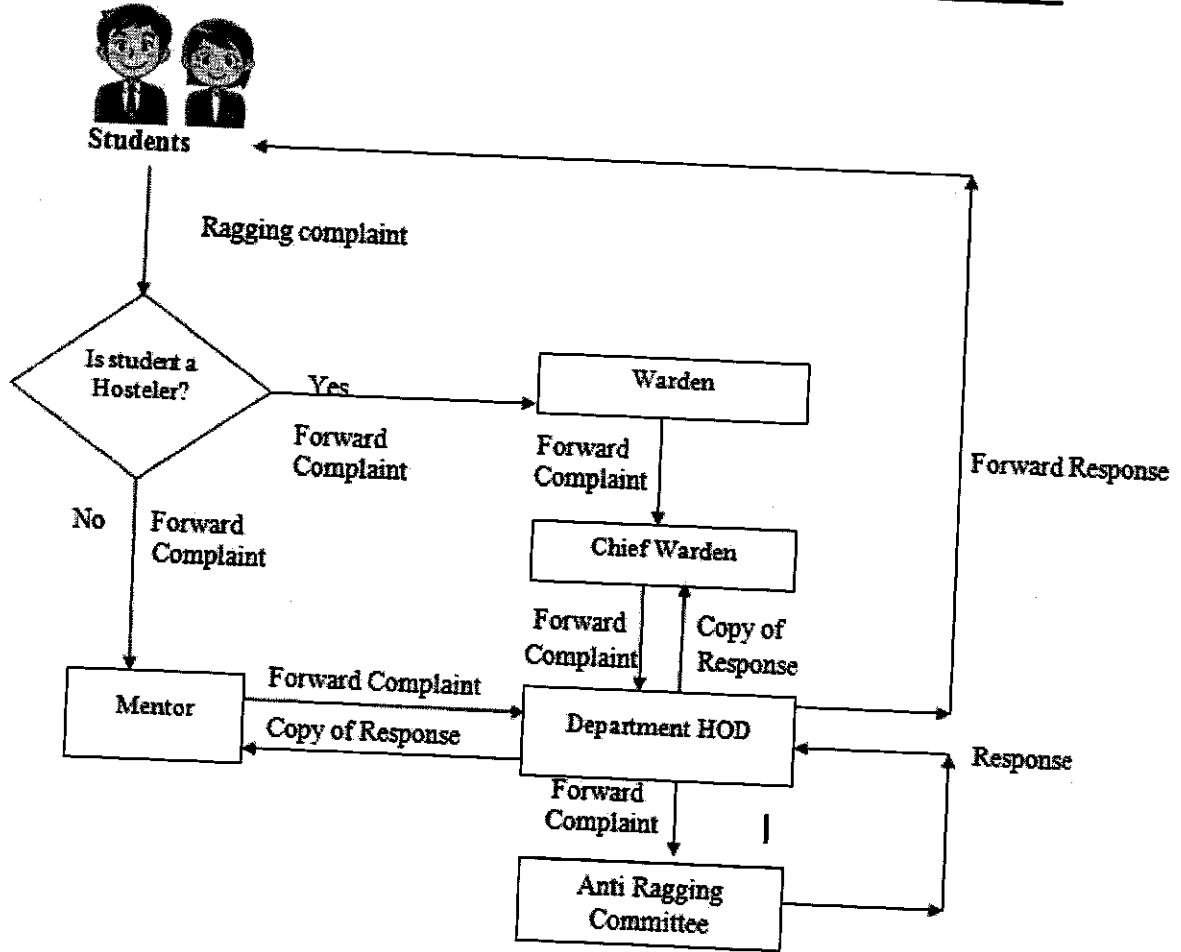 Students
Ragging complaint
Is student a
Hosteler?
Yes
Forward
Complaint
Warden
Forward
Complaint
Forward Response
No
Forward
Complaint
Chief Warden
Forward
Complaint
Copy of
Response
Mentor
Forward Complaint
Copy of Response
Department HOD
Response
Forward
Complaint
Anti Ragging
Committee